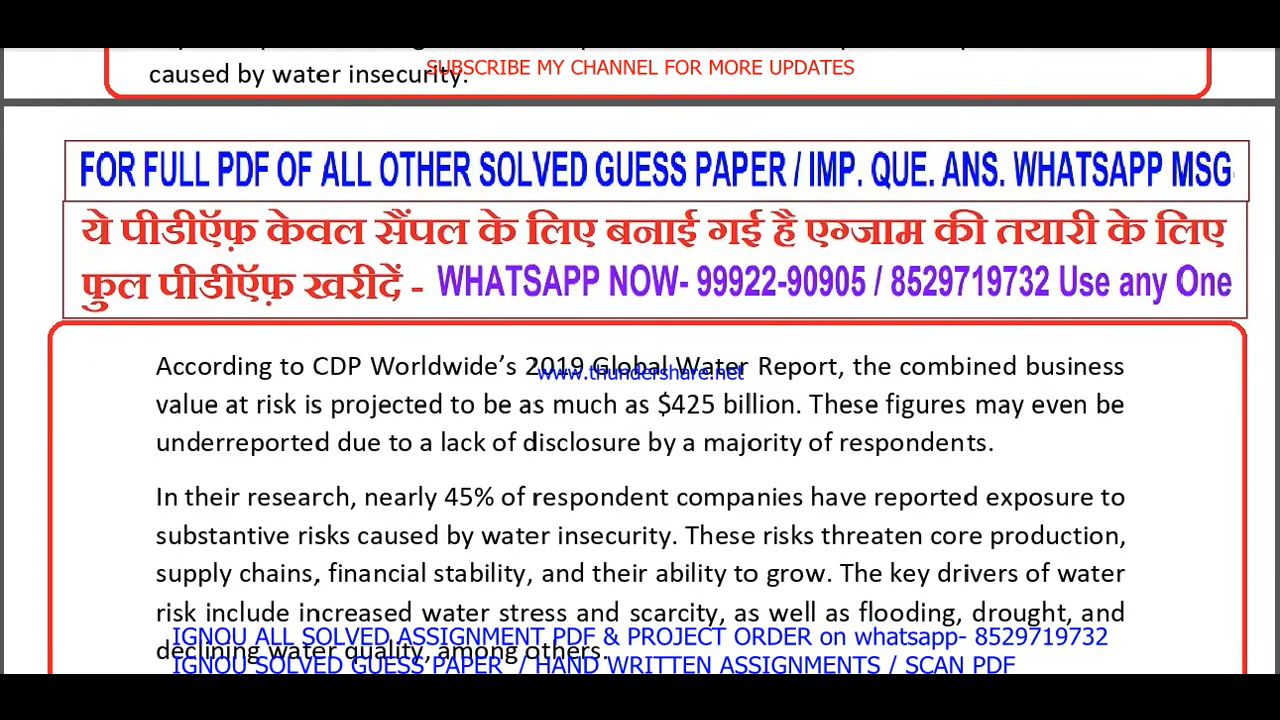 caused by water insecurity.
SUBSCRIBE MY CHANNEL FOR MORE UPDATES
FOR FULL PDF OF ALL OTHER SOLVED GUESS PAPER / IMP. QUE. ANS. WHATSAPP MSG
ये पीडीऍफ़ केवल सैंपल के लिए बनाई गई है एग्जाम की तयारी के लिए
फ़ुल पीडीऍफ़ खरीदें - WHATSAPP NOW- 99922-90905 / 8529719732 Use any One
According to CDP Worldwide’s 2019 Global Water Report, the combined business
www.thundershare.net
value at risk is projected to be as much as $425 billion. These figures may even be
underreported due to a lack of disclosure by a majority of respondents.
In their research, nearly 45% of respondent companies have reported exposure to
substantive risks caused by water insecurity. These risks threaten core production,
supply chains, financial stability, and their ability to grow. The key drivers of water
risk include increased water stress and scarcity, as well as flooding, drought, and
IGNOU ALL SOLVED ASSIGNMENT PDF & PROJECT ORDER on whatsapp- 8529719732
declining water quality, among others.
IGNOU SOLVED GUESS PAPER / HAND WRITTEN ASSIGNMENTS / SCAN PDF